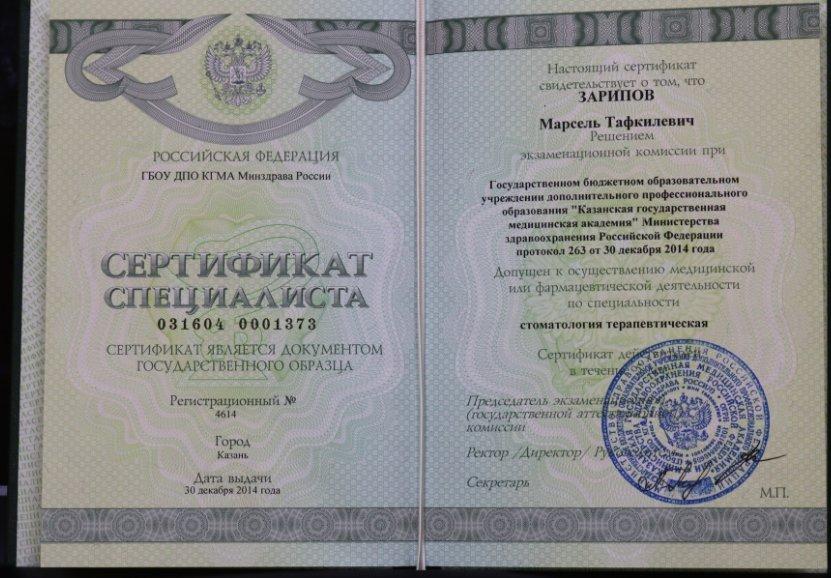 РОССИЙСКАЯ ФЕДЕРАЦИЯ
ГБОУ ДПО КГМА Минздрава России
СЕРТИФИКАТ
СПЕЦИАЛИСТА
031604 0001373
СЕРТИФИКАТ ЯВЛЯЕТСЯ ДОКУМЕНТОМ
ГОСУДАРСТВЕННОГО ОБРАЗЦА
Регистрационный №
4614
Город
Казань
Дата выдачи
30 декабря 2014 года
Настоящий сертификат
свидетельствует о том, что
ЗАРИПОВ
Марсель Тафкилевич
Решением
экзаменационной комиссии при
Государственном бюджетном образовательном
учреждении дополнительного профессионального
образования "Казанская государственная
медицинская академия" Министерства
здравоохранения Российской Федерации
протокол 263 от 30 декабря 2014 года
Допущен к осуществлению медицинской
или фармацевтической деятельности
по специальности
стоматология терапевтическая
Сертификат
в течение
Председатель
(государственной
комиссии
Ректор /Директор/
Секретарь
М.П.